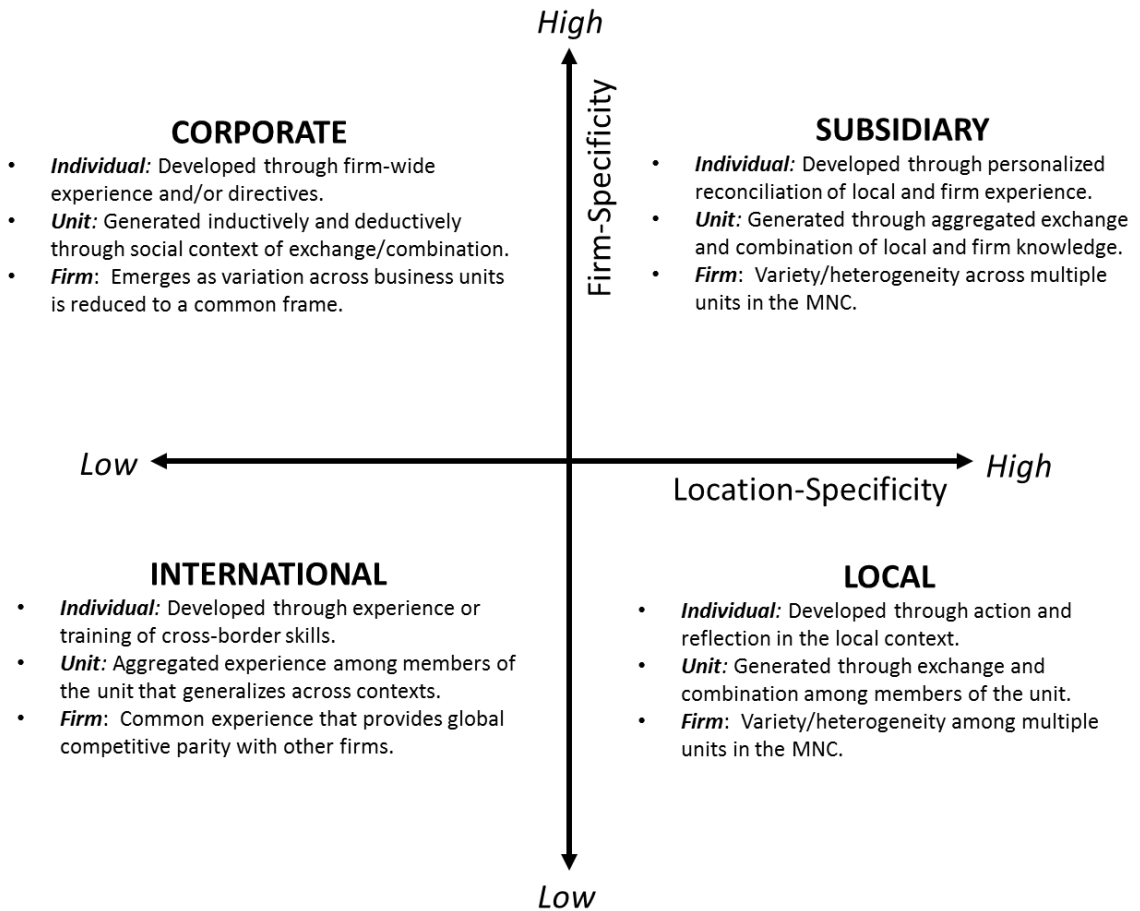 High
Firm-Specificity
CORPORATE
• Individual: Developed through firm-wide
experience and/or directives.
• Unit: Generated inductively and deductively
through social context of exchange/combination.
• Firm: Emerges as variation across business units
is reduced to a common frame.
SUBSIDIARY
• Individual: Developed through personalized
reconciliation of local and firm experience.
• Unit: Generated through aggregated exchange
and combination of local and firm knowledge.
• Firm: Variety/heterogeneity across multiple
units in the MNC.
Low
High
Location-Specificity
INTERNATIONAL
• Individual: Developed through experience or
training of cross-border skills.
• Unit: Aggregated experience among members of
the unit that generalizes across contexts.
• Firm: Common experience that provides global
competitive parity with other firms.
LOCAL
• Individual: Developed through action and
reflection in the local context.
• Unit: Generated through exchange and
combination among members of the unit.
• Firm: Variety/heterogeneity among multiple
units in the MNC.
Low